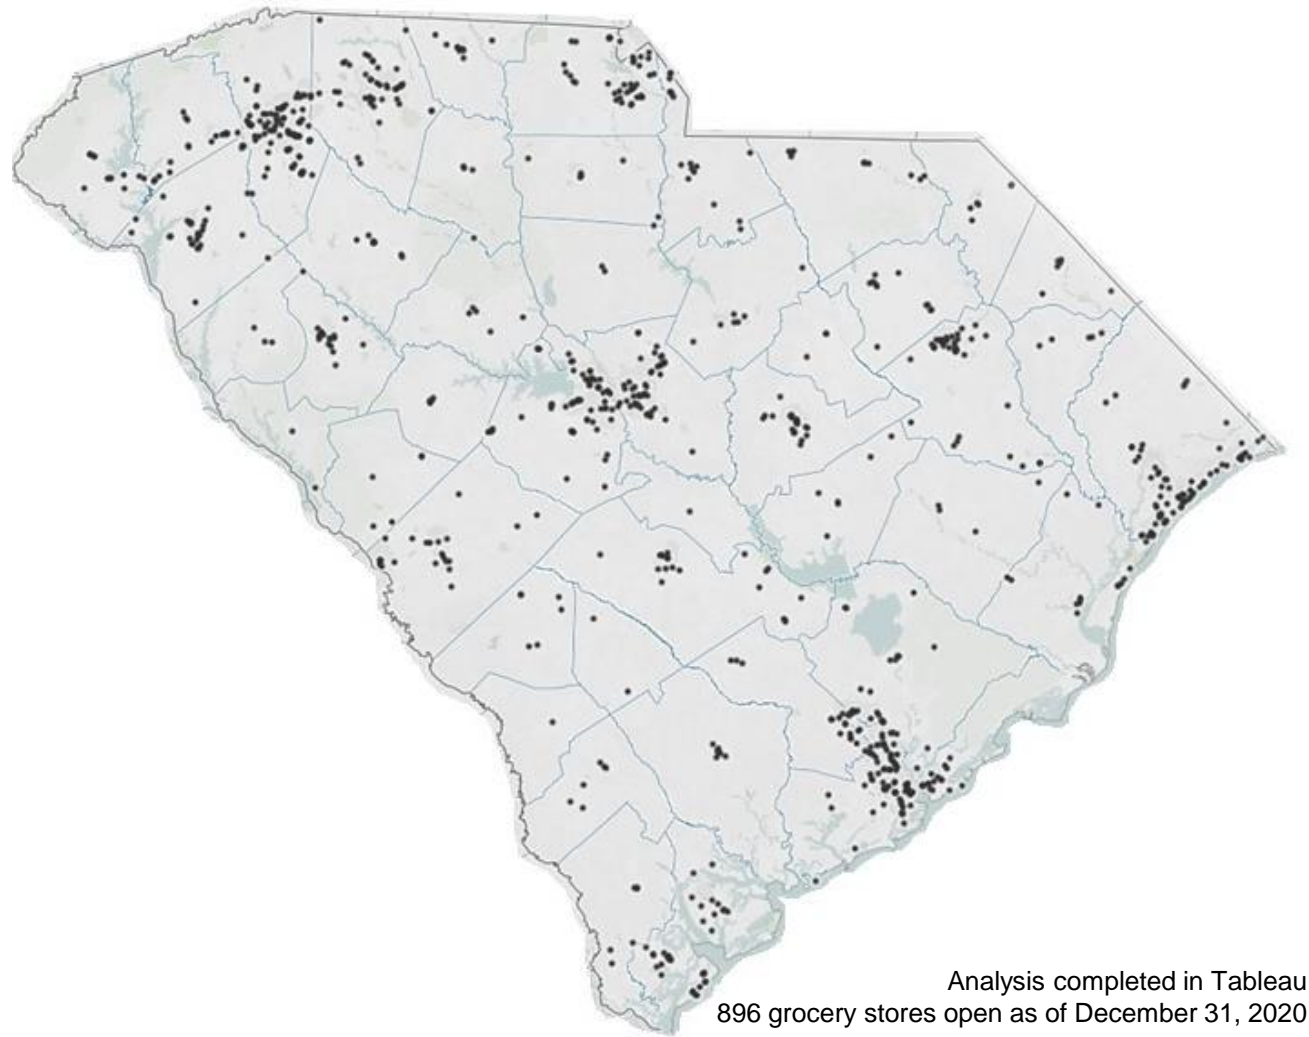 Analysis completed in Tableau
896 grocery stores open as of December 31, 2020